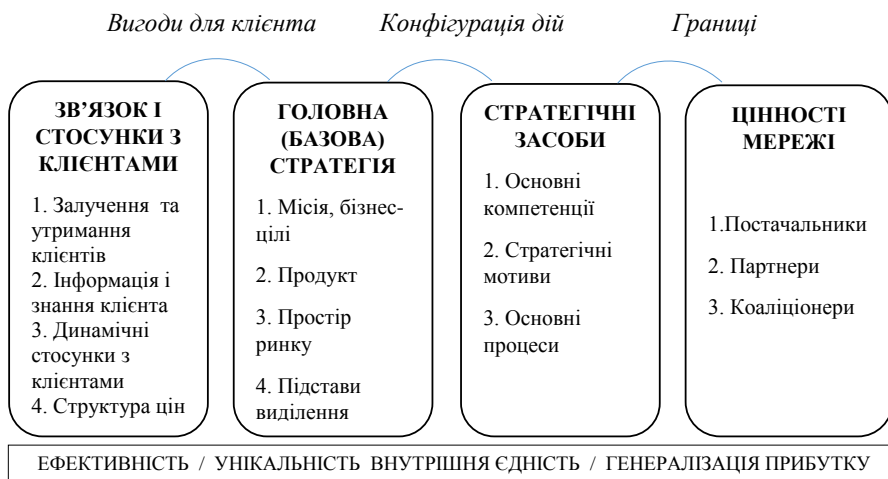 Вигоди для клієнта
Конфігурація дій
Границі
ЗВ’ЯЗОК І
СТОСУНКИ З
КЛІЄНТАМИ
1. Залучення та
утримання
клієнтів
2. Інформація і
знання клієнта
3. Динамічні
стосунки з
клієнтами
4. Структура цін
ГОЛОВНА
(БАЗОВА)
СТРАТЕГІЯ
1. Місія, бізнес-
цілі
2. Продукт
3. Простір
ринку
4. Підстави
виділення
СТРАТЕГІЧНІ
ЗАСОБИ
1. Основні
компетенції
2. Стратегічні
мотиви
3. Основні
процеси
ЦІННОСТІ
МЕРЕЖІ
1.Постачальники
2. Партнери
3. Коаліціонери
ЕФЕКТИВНІСТЬ / УНІКАЛЬНІСТЬ ВНУТРІШНЯ ЄДНІСТЬ / ГЕНЕРАЛІЗАЦІЯ ПРИБУТКУ